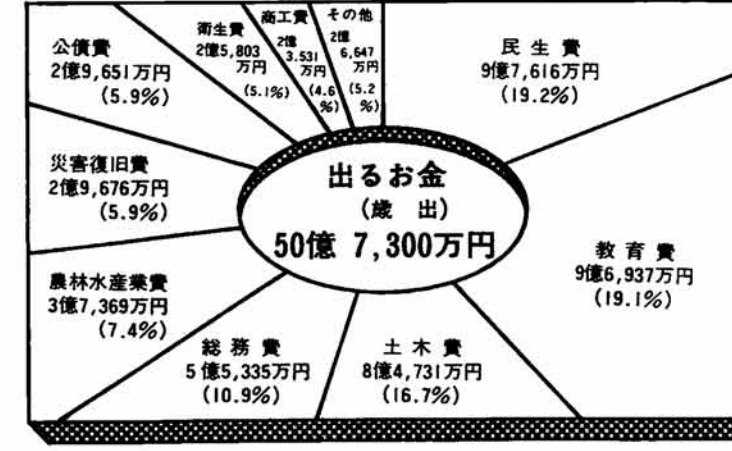 出るお金
(歳 出)
50億 7,300万円
民生費
9億7,616万円
(19.2%)
教育費
9億6,937万円
(19.1%)
土木費
8億4,731万円
(16.7%)
総務費
5億5,335万円
(10.9%)
農林水産業費
3億7,369万円
(7.4%)
災害復旧費
2億9,676万円
(5.9%)
公債費
2億9,651万円
(5.9%)
衛生費
2億5,803
万円
(5.1%)
商工費
2億
3.531
万円
(4.6
%)
その他
2億
6,647
万円
(5.2
%)